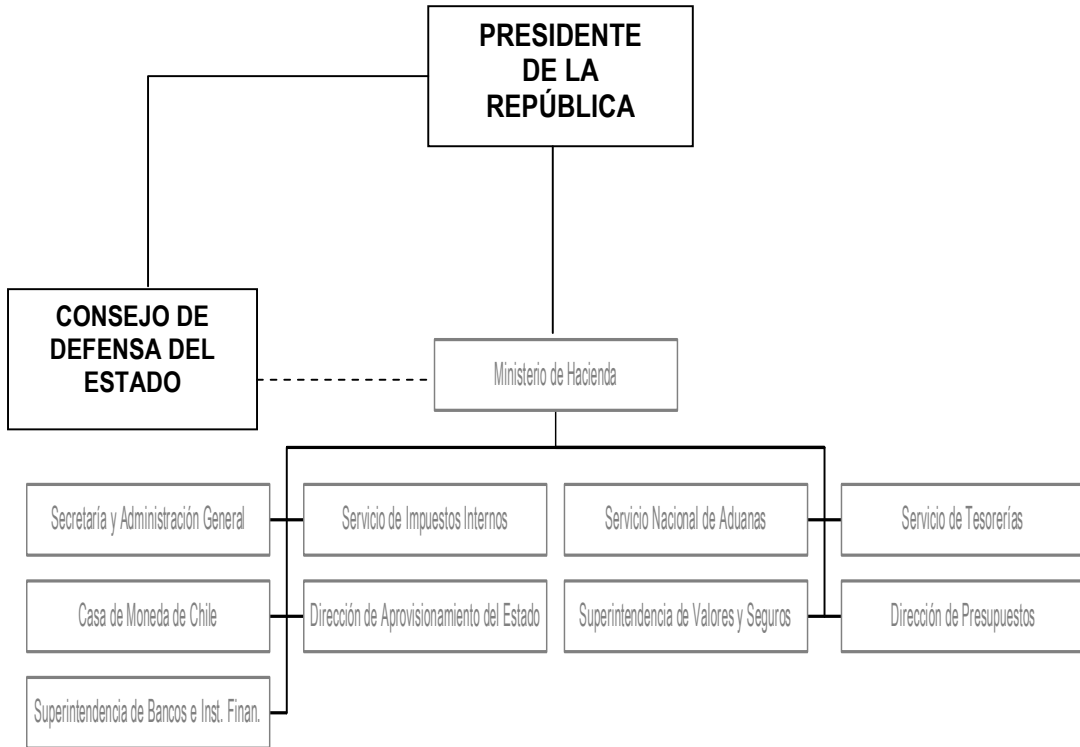 PRESIDENTE
DE LA
REPÚBLICA
CONSEJO DE
DEFENSA DEL
ESTADO
Ministerio de Hacienda
Secretaría y Administración General
Servicio de Impuestos Internos
Servicio Nacional de Aduanas
Servicio de Tesorerías
Casa de Moneda de Chile
Dirección de Aprovisionamiento del Estado
Superintendencia de Valores y Seguros
Dirección de Presupuestos
Superintendencia de Bancos e Inst. Finan.